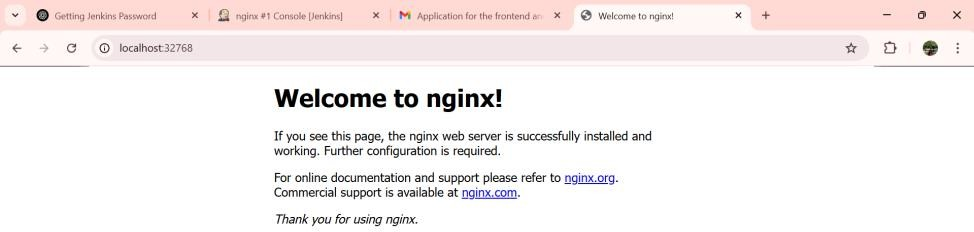 Getting Jenkins Password
nginx #1 Console [Jenkins]
Application for the frontend an
Welcome to nginx!
localhost:32768
Welcome to nginx!
If you see this page, the nginx web server is successfully installed and
working. Further configuration is required.
For online documentation and support please refer to nginx.org.
Commercial support is available at nginx.com.
Thank you for using nginx.